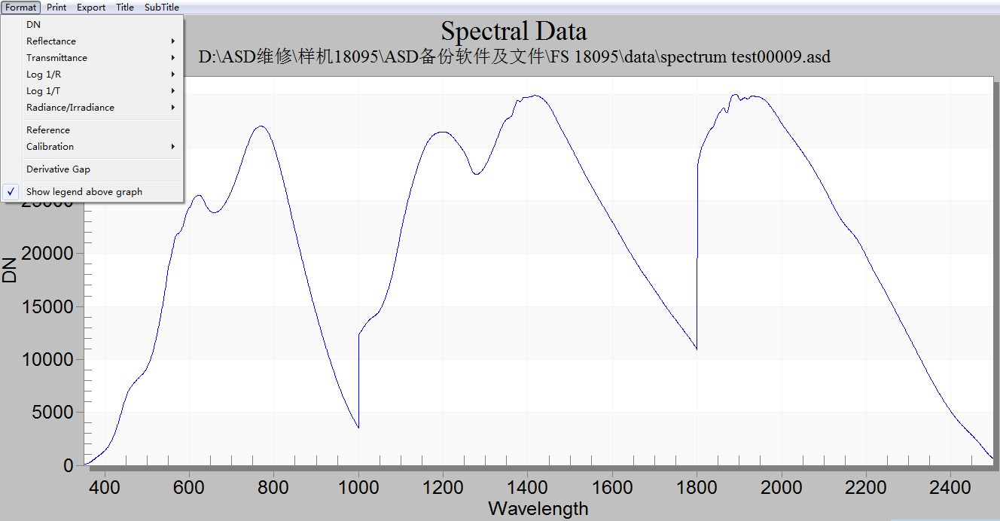 Format Print Export Title SubTitle
DN
Reflectance
Transmittance
Log 1/R
Log 1/T
Radiance/Irradiance
Reference
Calibration
Derivative Gap
Show legend above graph
Spectral Data
D:\ASD维修\样机18095\ASD备份软件及文件\FS 18095\data\spectrum test00009.asd
25000
20000
15000
10000
5000
0
DN
400 600 800 1000 1200 1400 1600 1800 2000 2200 2400
Wavelength